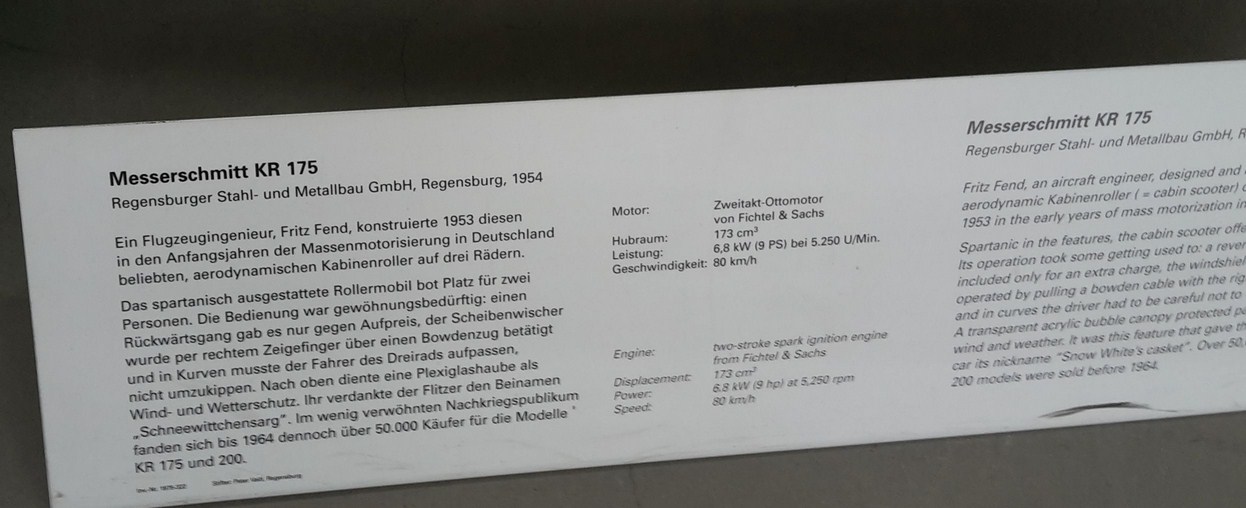 Messerschmitt KR 175
Regensburger Stahl- und Metallbau GmbH, Regensburg, 1954
Ein Flugzeugingenieur, Fritz Fend, konstruierte 1953 diesen
in den Anfangsjahren der Massenmotorisierung in Deutschland
beliebten, aerodynamischen Kabinenroller auf drei Rädern.
Das spartanisch ausgestattete Rollermobil bot Platz für zwei
Personen. Die Bedienung war gewöhnungsbedürftig: einen
Rückwärtsgang gab es nur gegen Aufpreis, der Scheibenwischer
wurde per rechtem Zeigefinger über einen Bowdenzug betätigt
und in Kurven musste der Fahrer des Dreirads aufpassen,
nicht umzukippen. Nach oben diente eine Plexiglashaube als
Wind- und Wetterschutz. Ihr verdankte der Flitzer den Beinamen
„Schneewittchensarg". Im wenig verwöhnten Nachkriegspublikum
fanden sich bis 1964 dennoch über 50.000 Käufer für die Modelle
KR 175 und 200.
Motor: Zweitakt-Ottomotor
von Fichtel & Sachs
Hubraum: 173 cm³
Leistung: 6,8 kW (9 PS) bei 5.250 U/Min.
Geschwindigkeit: 80 km/h
Engine: two-stroke spark ignition engine
from Fichtel & Sachs
Displacement: 173 cm³
Power: 6.8 kW (9 hp) at 5,250 rpm
Speed: 80 km/h
Messerschmitt KR 175
Regensburger Stahl- und Metallbau GmbH, R
Fritz Fend, an aircraft engineer, designed and
aerodynamic Kabinenroller ( = cabin scooter)
1953 in the early years of mass motorization in
Spartanic in the features, the cabin scooter offe
Its operation took some getting used to: a rever
included only for an extra charge, the windshiel
operated by pulling a bowden cable with the rig
and in curves the driver had to be careful not to
A transparent acrylic bubble canopy protected pa
wind and weather. It was this feature that gave th
car its nickname "Snow White's casket". Over 50,
200 models were sold before 1964.